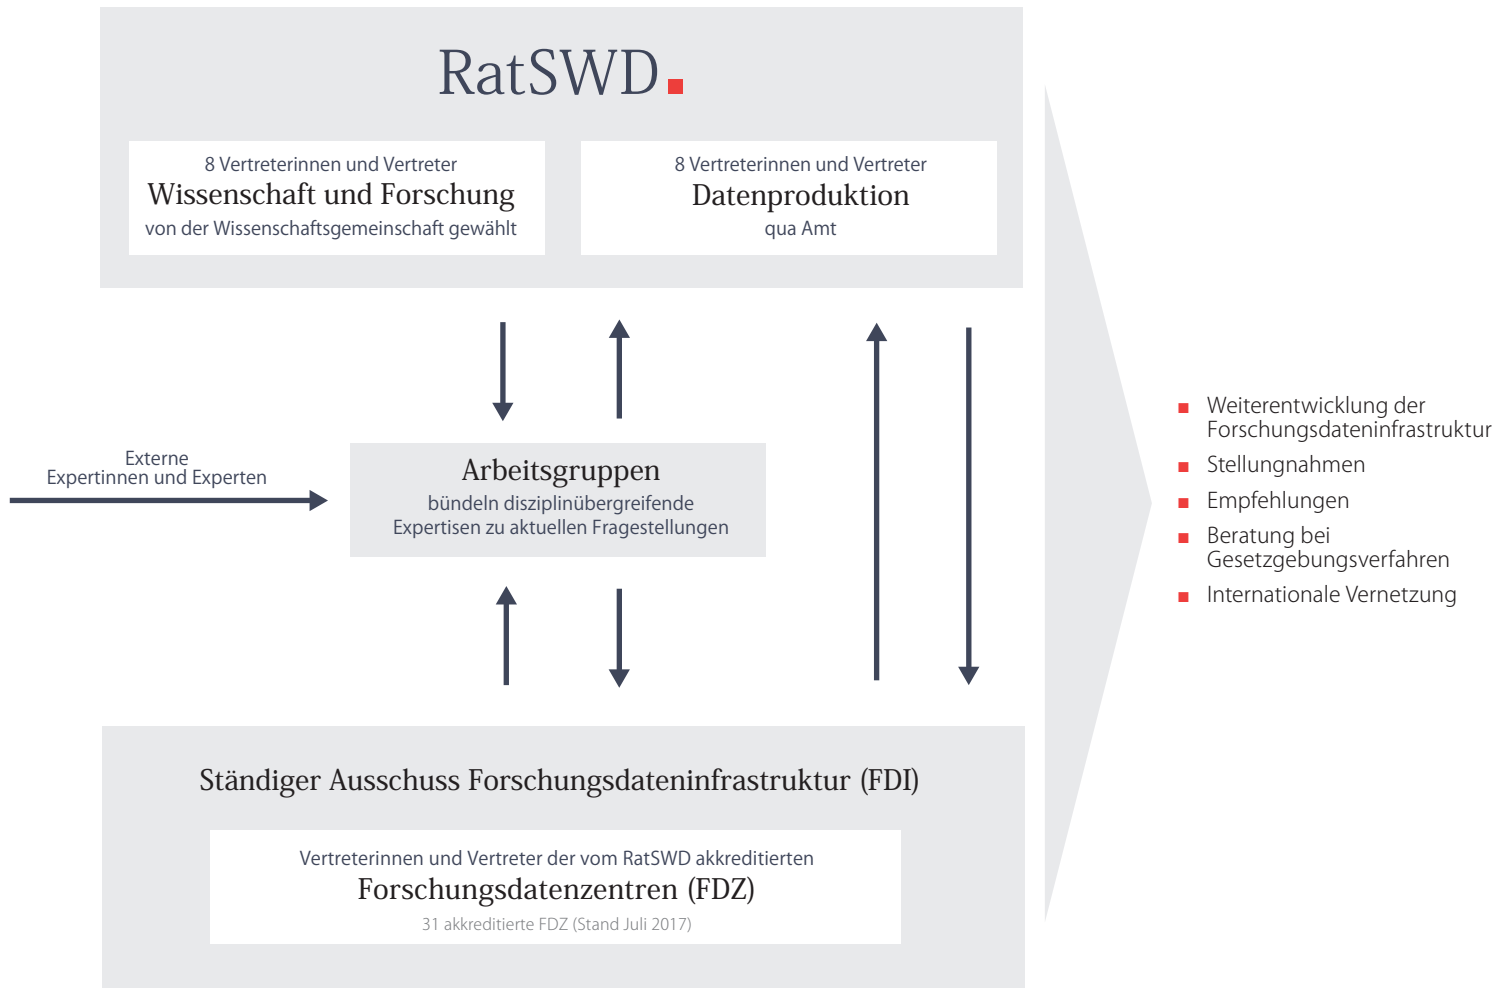 RatSWD
8 Vertreterinnen und Vertreter
Wissenschaft und Forschung
von der Wissenschaftsgemeinschaft gewählt
8 Vertreterinnen und Vertreter
Datenproduktion
qua Amt
Externe
Expertinnen und Experten
Arbeitsgruppen
bündeln disziplinübergreifende
Expertisen zu aktuellen Fragestellungen
Ständiger Ausschuss Forschungsdateninfrastruktur (FDI)
Vertreterinnen und Vertreter der vom RatSWD akkreditierten
Forschungsdatenzentren (FDZ)
31 akkreditierte FDZ (Stand Juli 2017)
Weiterentwicklung der
Forschungsdateninfrastruktur
Stellungnahmen
Empfehlungen
Beratung bei
Gesetzgebungsverfahren
Internationale Vernetzung